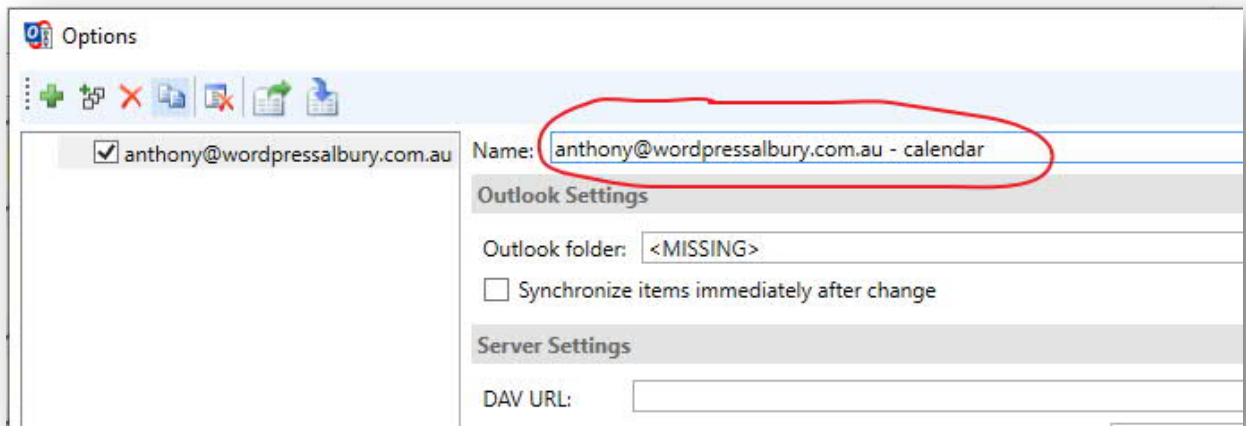 Options
anthony@wordpressalbury.com.au
Name: anthony@wordpressalbury.com.au - calendar
Outlook Settings
Outlook folder: <MISSING>
Synchronize items immediately after change
Server Settings
DAV URL: